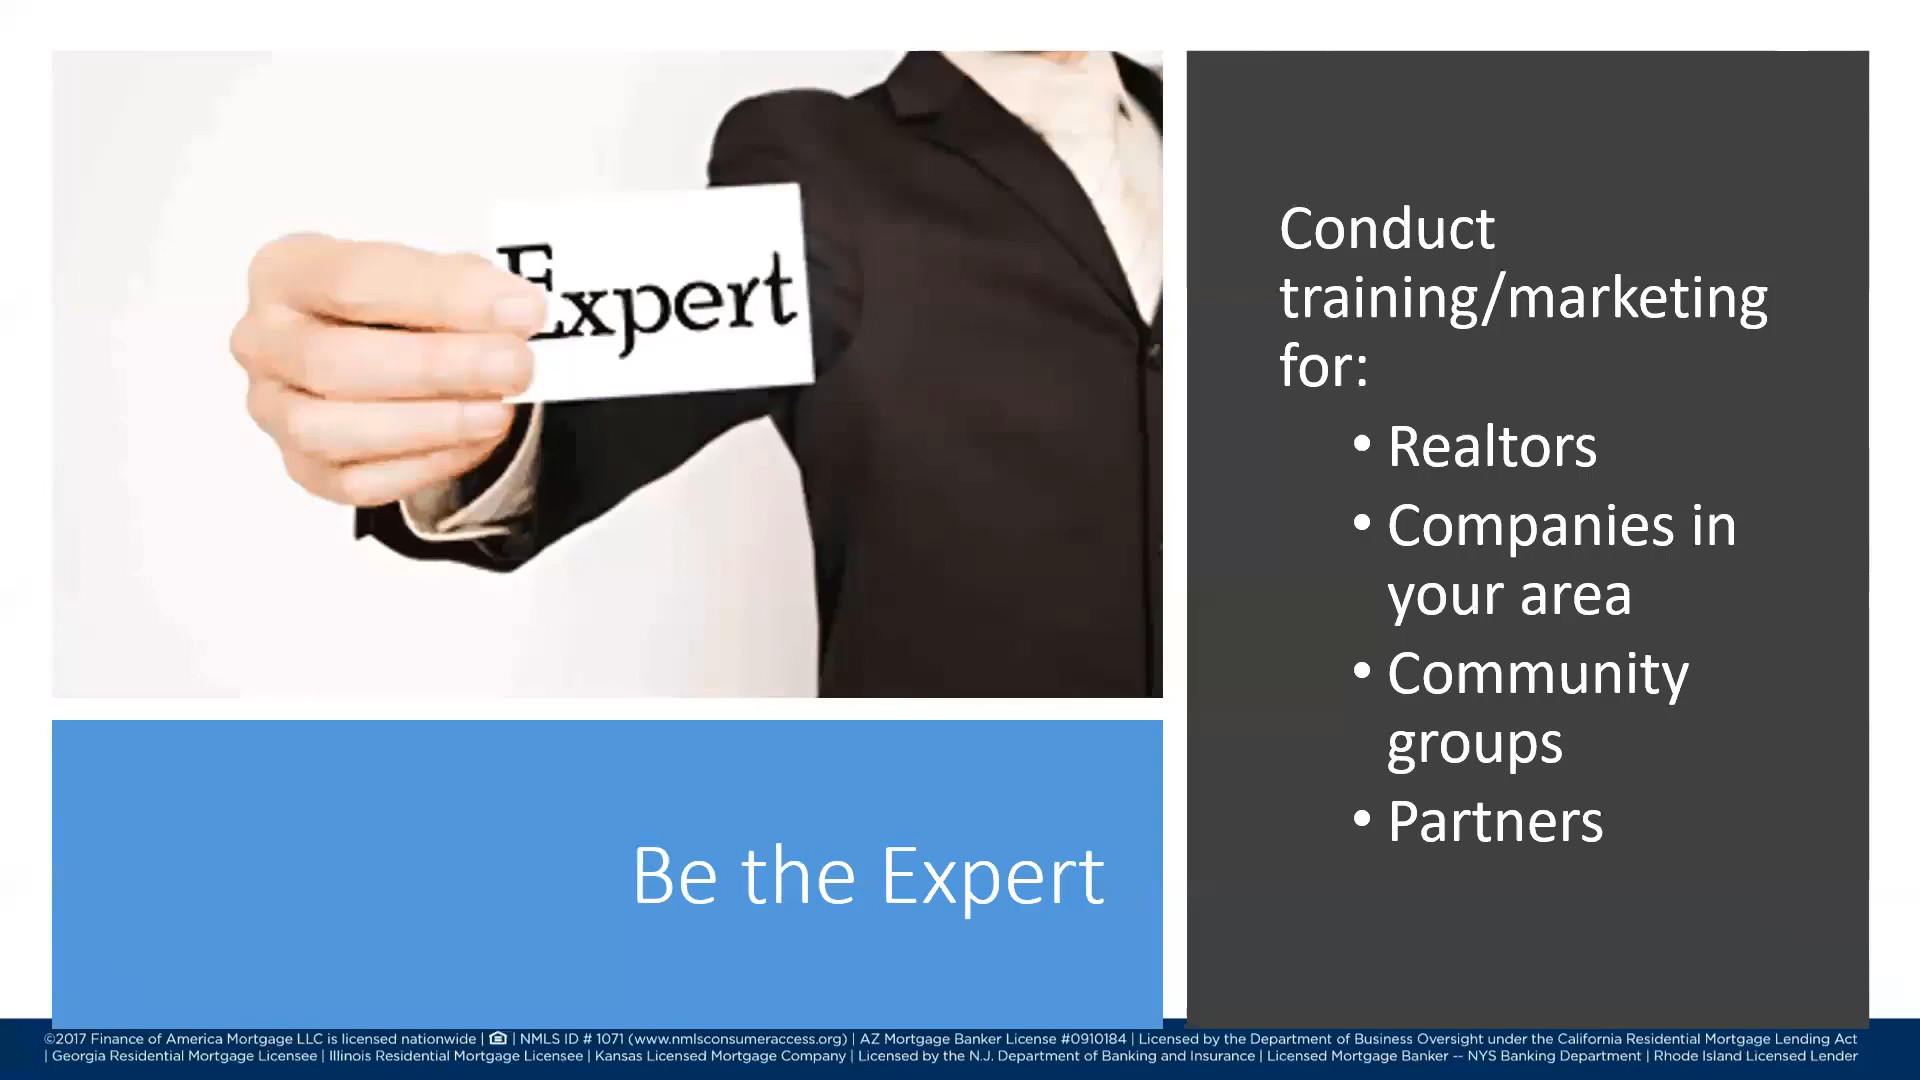 Expert
Be the Expert
Conduct
training/marketing
for:
• Realtors
• Companies in
your area
• Community
groups
• Partners
©2017 Finance of America Mortgage LLC is licensed nationwide | | NMLS ID # 1071 (www.nmlsconsumeraccess.org) | AZ Mortgage Banker License #0910184 | Licensed by the Department of Business Oversight under the California Residential Mortgage Lending Act
| Georgia Residential Mortgage Licensee | Illinois Residential Mortgage Licensee | Kansas Licensed Mortgage Company | Licensed by the N.J. Department of Banking and Insurance | Licensed Mortgage Banker -- NYS Banking Department | Rhode Island Licensed Lender